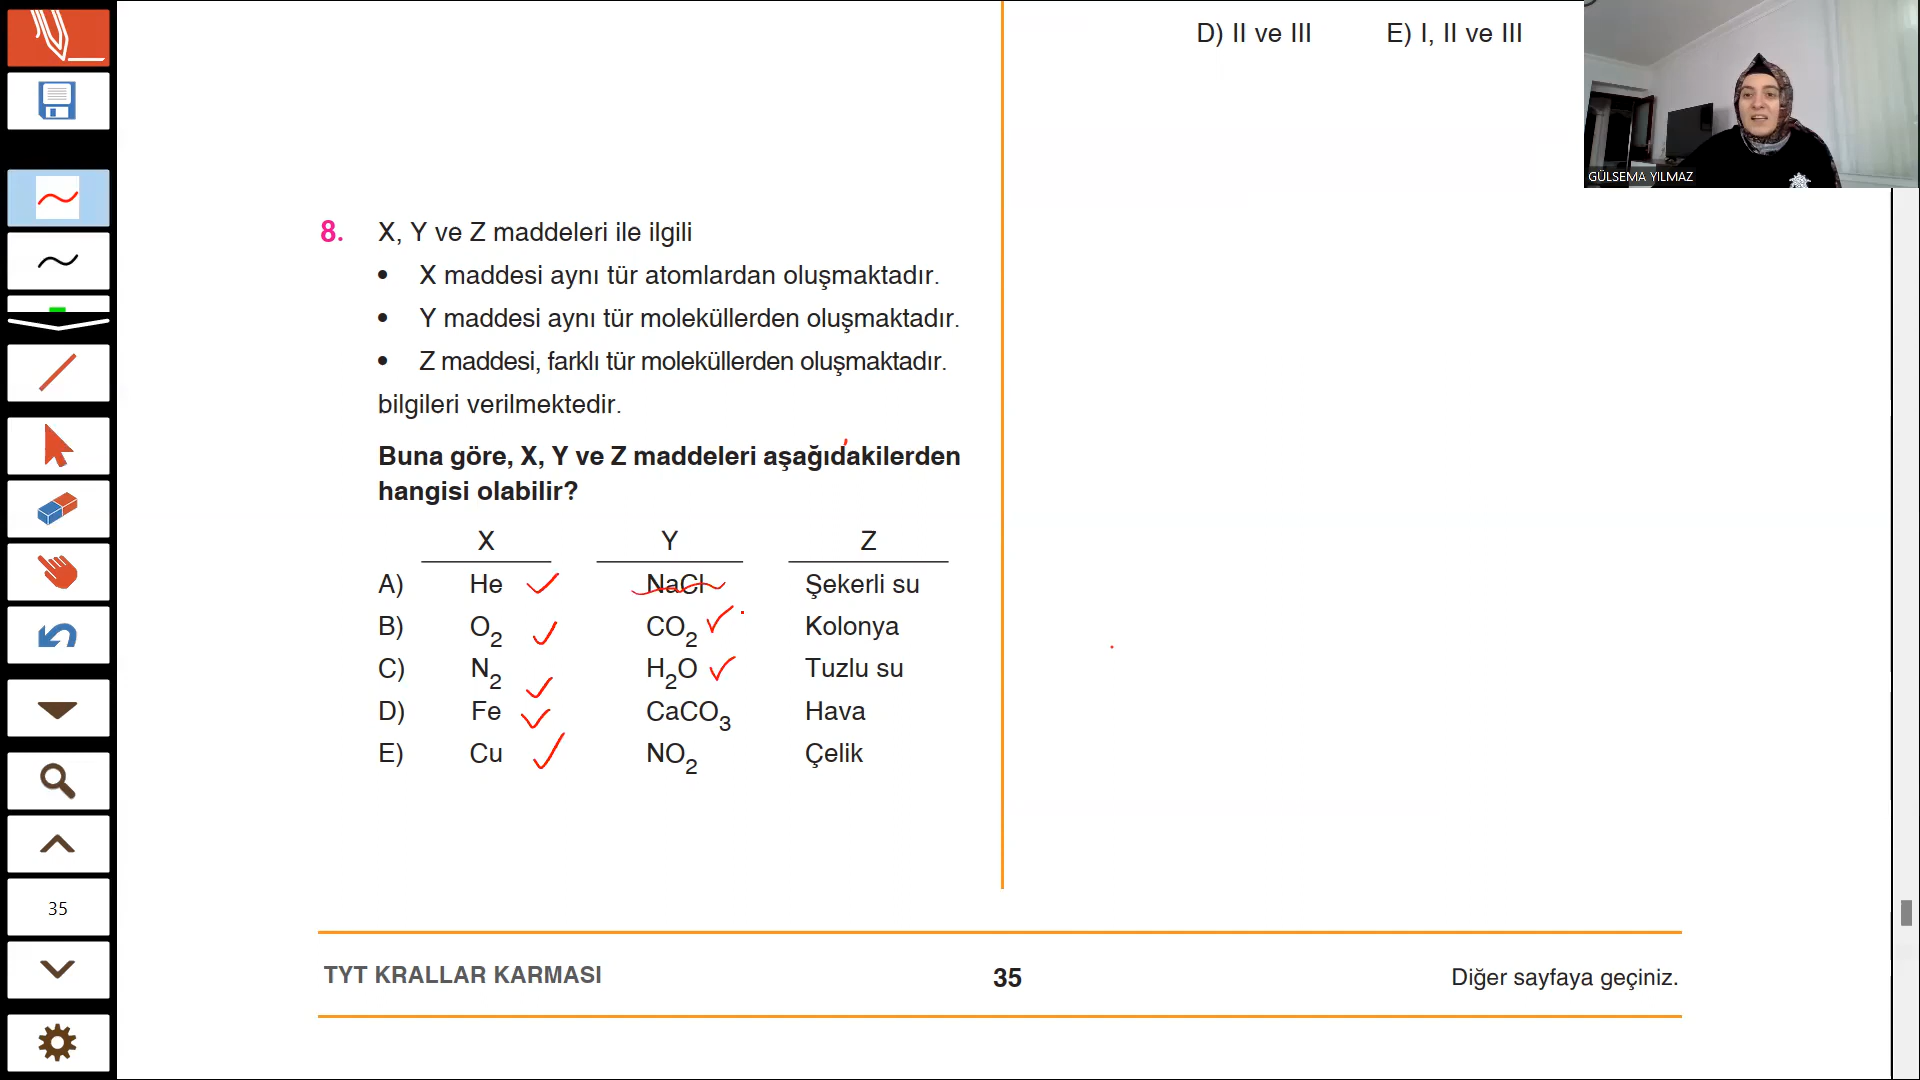 D) II ve III E) I, II ve III
GÜLSEMA YILMAZ
8. X, Y ve Z maddeleri ile ilgili
• X maddesi aynı tür atomlardan oluşmaktadır.
• Y maddesi aynı tür moleküllerden oluşmaktadır.
• Z maddesi, farklı tür moleküllerden oluşmaktadır.
bilgileri verilmektedir.
Buna göre, X, Y ve Z maddeleri aşağıdakilerden
hangisi olabilir?
X Y Z
A) He NaCl Şekerli su
B) O2 CO2 Kolonya
C) N2 H2O Tuzlu su
D) Fe CaCO3 Hava
E) Cu NO2 Çelik
35
TYT KRALLAR KARMASI 35 Diğer sayfaya geçiniz.